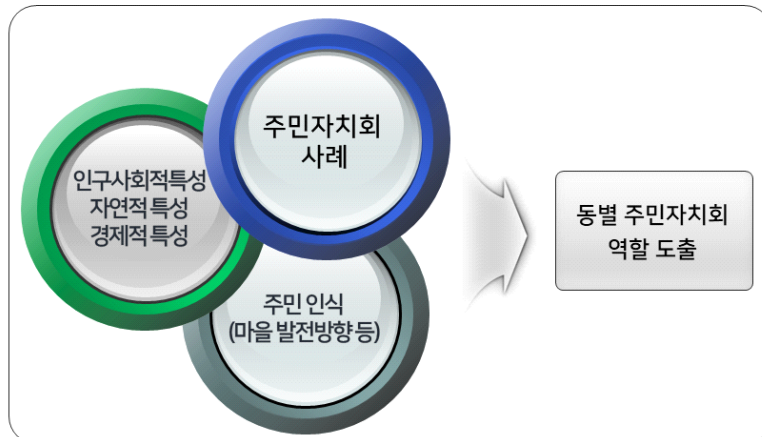 주민자치회
사례
인구사회적특성
자연적 특성
경제적 특성
주민 인식
(마을 발전방향 등)
동별 주민자치회
역할 도출